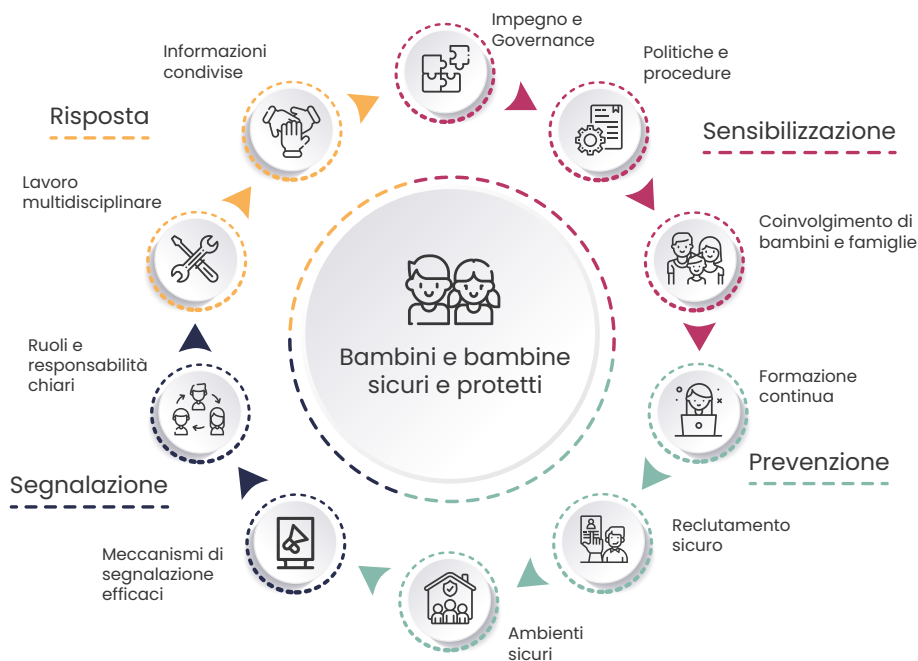 Impegno e
Governance
Politiche e
procedure
Sensibilizzazione
Coinvolgimento di
bambini e famiglie
Formazione
continua
Prevenzione
Reclutamento
sicuro
Ambienti
sicuri
Meccanismi di
segnalazione
efficaci
Segnalazione
Ruoli e
responsabilità
chiari
Lavoro
multidisciplinare
Risposta
Informazioni
condivise
Bambini e bambine
sicuri e protetti